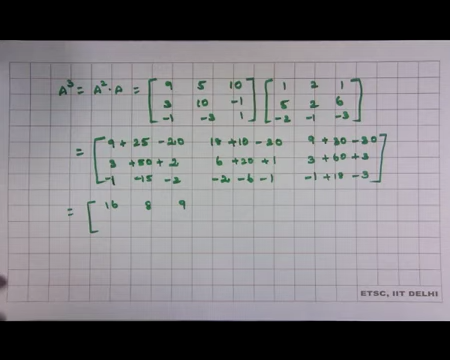 A³ = A² · A = [ 9 5 10 ] [ 1 2 1 ]
3 10 -1 5 2 6
-1 -3 1 -2 -1 -3
= [ 9 + 25 - 20 18 + 10 - 20 9 + 30 - 30 ]
3 + 50 + 2 6 + 20 + 1 3 + 60 + 3
-1 -15 - 2 -2 - 6 - 1 -1 + 18 - 3
= [ 16 8 9
ETSC, IIT DELHI